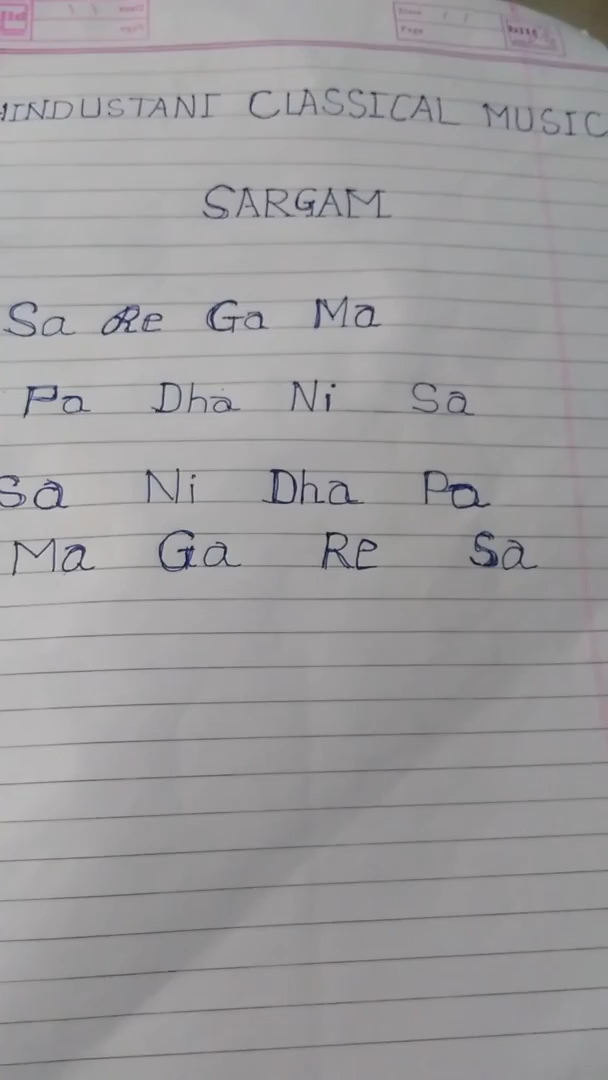 HINDUSTANI CLASSICAL MUSIC
SARGAM
Sa Re Ga Ma
Pa Dha Ni Sa
Sa Ni Dha Pa
Ma Ga Re Sa